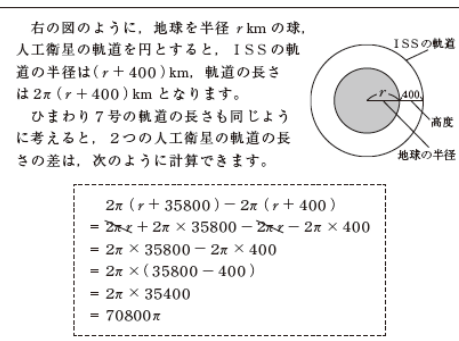 右の図のように，地球を半径 r km の球，
人工衛星の軌道を円とすると，ＩＳＳの軌
道の半径は(r + 400)km，軌道の長さ
は 2π (r + 400)km となります。
ひまわり７号の軌道の長さも同じよう
に考えると，２つの人工衛星の軌道の長
さの差は，次のように計算できます。
ＩＳＳの軌道
r
400
高度
地球の半径
2π (r + 35800) − 2π (r + 400)
= 2πr + 2π × 35800 − 2πr − 2π × 400
= 2π × 35800 − 2π × 400
= 2π × (35800 − 400)
= 2π × 35400
= 70800π